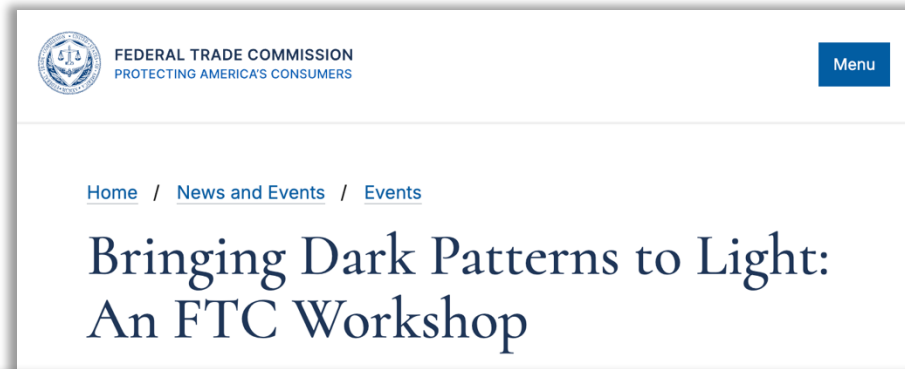 FEDERAL TRADE COMMISSION
PROTECTING AMERICA'S CONSUMERS
Menu
Home / News and Events / Events
Bringing Dark Patterns to Light:
An FTC Workshop